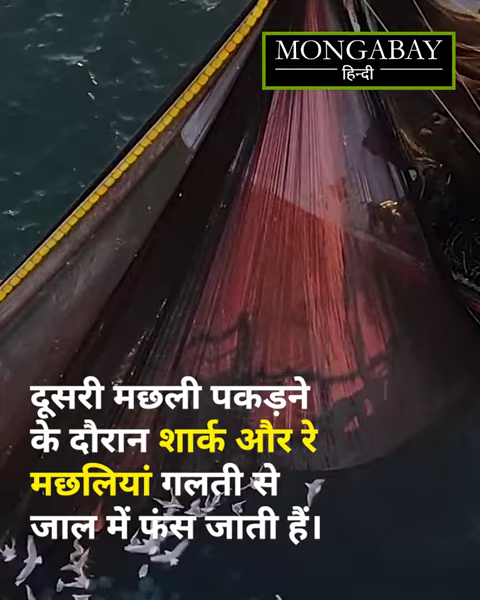 MONGABAY
हिन्दी
दूसरी मछली पकड़ने
के दौरान शार्क और रे
मछलियां गलती से
जाल में फंस जाती हैं।